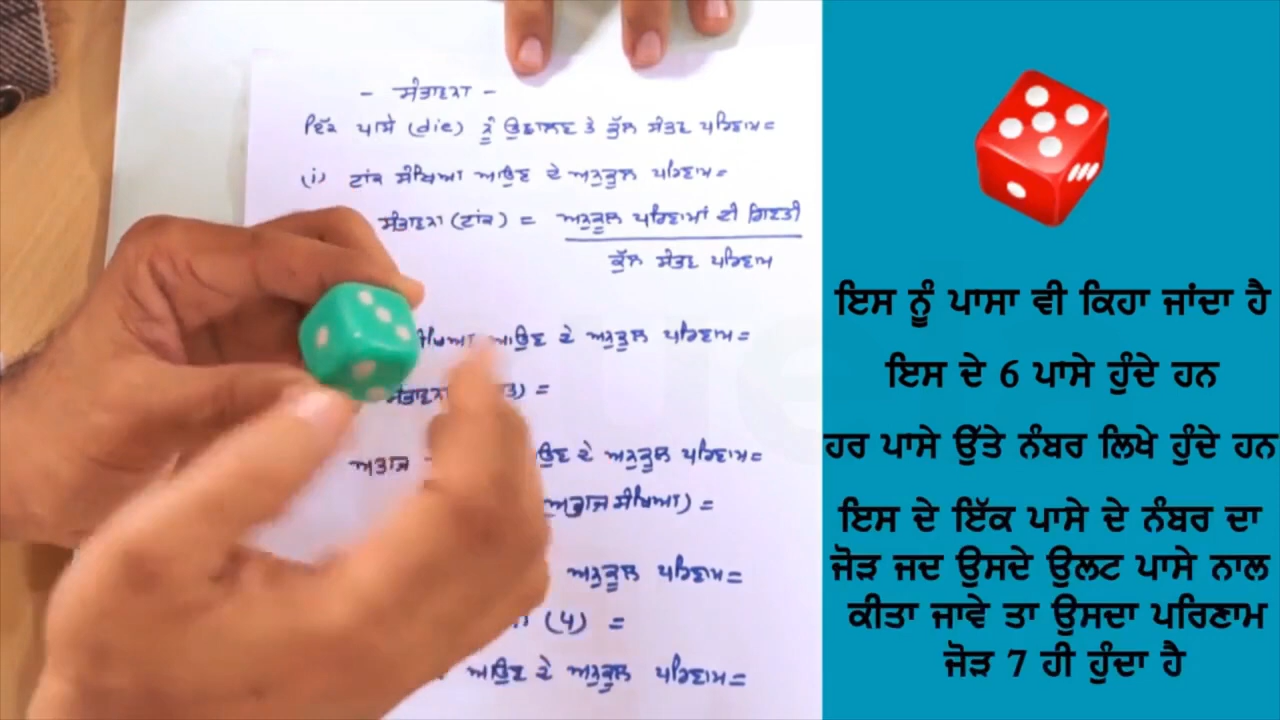 - ਸੰਭਾਵਨਾ -
ਇੱਕ ਪਾਸੇ (die) ਨੂੰ ਉਛਾਲਣ ਤੇ ਕੁੱਲ ਸੰਭਵ ਪਰਿਣਾਮ =
(i) ਟਾਂਕ ਸੰਖਿਆ ਆਉਣ ਦੇ ਅਨੁਕੂਲ ਪਰਿਣਾਮ =
ਸੰਭਾਵਨਾ (ਟਾਂਕ) = ਅਨੁਕੂਲ ਪਰਿਣਾਮਾਂ ਦੀ ਗਿਣਤੀ
ਕੁੱਲ ਸੰਭਵ ਪਰਿਣਾਮ
ਆਉਣ ਦੇ ਅਨੁਕੂਲ ਪਰਿਣਾਮ =
ਸੰਭਾਵਨਾ =
ਅਭਾਜ ਦੇ ਅਨੁਕੂਲ ਪਰਿਣਾਮ =
(ਅਭਾਜ ਸੰਖਿਆ) =
ਅਨੁਕੂਲ ਪਰਿਣਾਮ =
=
ਆਉਣ ਦੇ ਅਨੁਕੂਲ ਪਰਿਣਾਮ =
ਇਸ ਨੂੰ ਪਾਸਾ ਵੀ ਕਿਹਾ ਜਾਂਦਾ ਹੈ
ਇਸ ਦੇ 6 ਪਾਸੇ ਹੁੰਦੇ ਹਨ
ਹਰ ਪਾਸੇ ਉੱਤੇ ਨੰਬਰ ਲਿਖੇ ਹੁੰਦੇ ਹਨ
ਇਸ ਦੇ ਇੱਕ ਪਾਸੇ ਦੇ ਨੰਬਰ ਦਾ
ਜੋੜ ਜਦ ਉਸਦੇ ਉਲਟ ਪਾਸੇ ਨਾਲ
ਕੀਤਾ ਜਾਵੇ ਤਾ ਉਸਦਾ ਪਰਿਣਾਮ
ਜੋੜ 7 ਹੀ ਹੁੰਦਾ ਹੈ